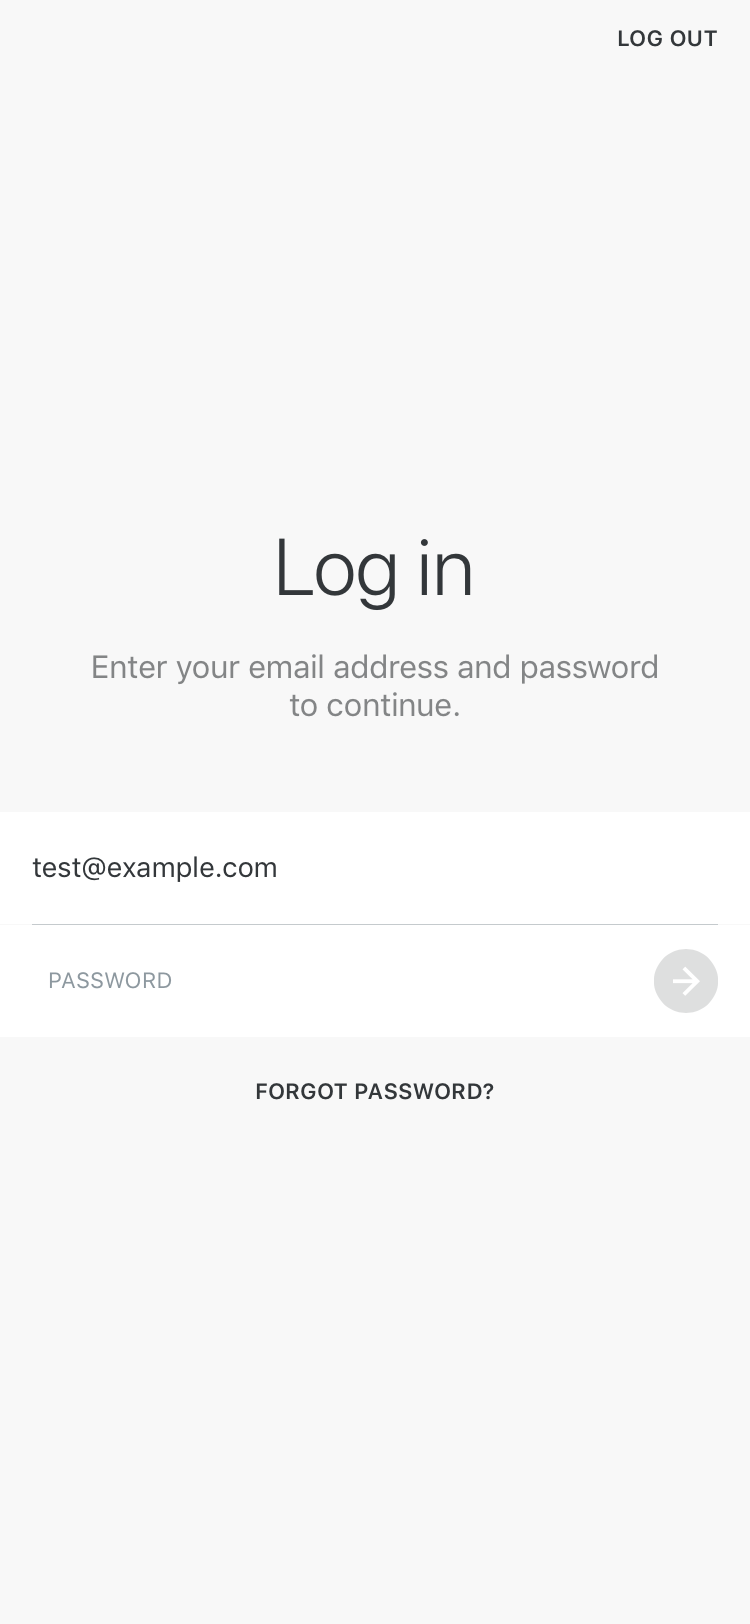 LOG OUT
Log in
Enter your email address and password
to continue.
test@example.com
PASSWORD
FORGOT PASSWORD?